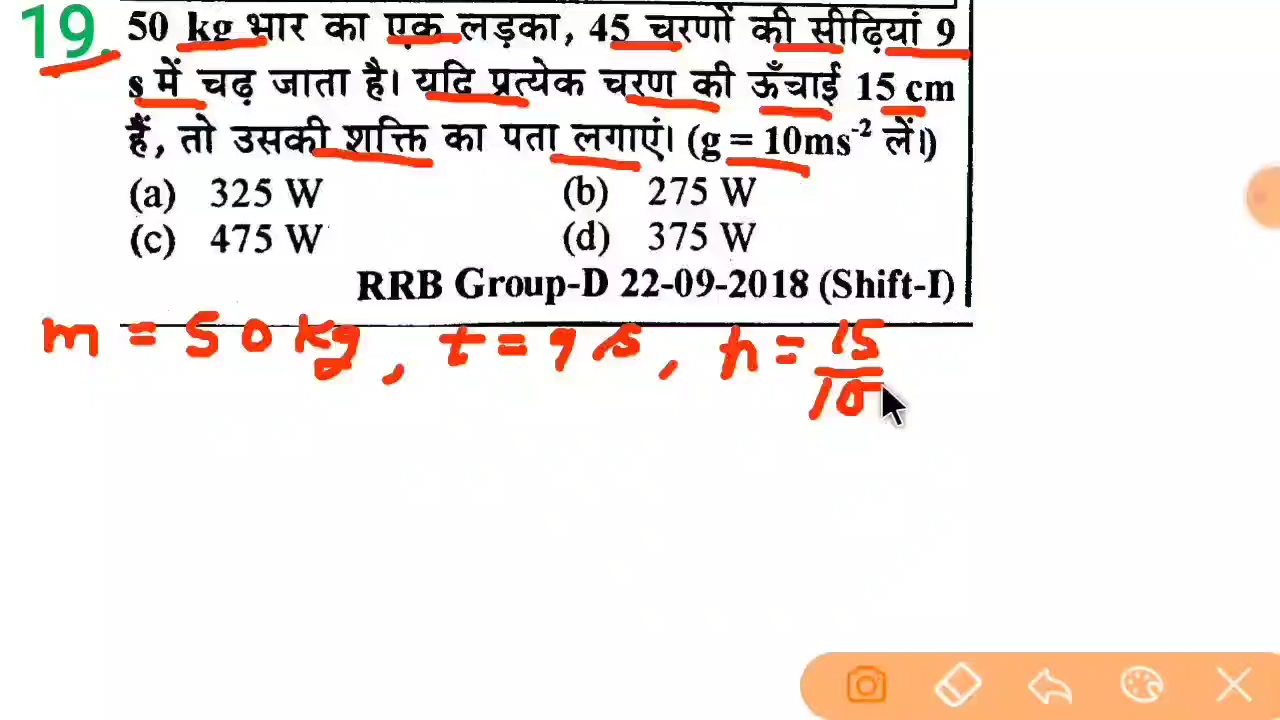 19. 50 kg भार का एक लड़का, 45 चरणों की सीढ़ियां 9
s में चढ़ जाता है। यदि प्रत्येक चरण की ऊँचाई 15 cm
हैं, तो उसकी शक्ति का पता लगाएं। (g = 10ms⁻² लें।)
(a) 325 W (b) 275 W
(c) 475 W (d) 375 W
RRB Group-D 22-09-2018 (Shift-I)
m = 50 kg, t = 9 s, h = 15/10